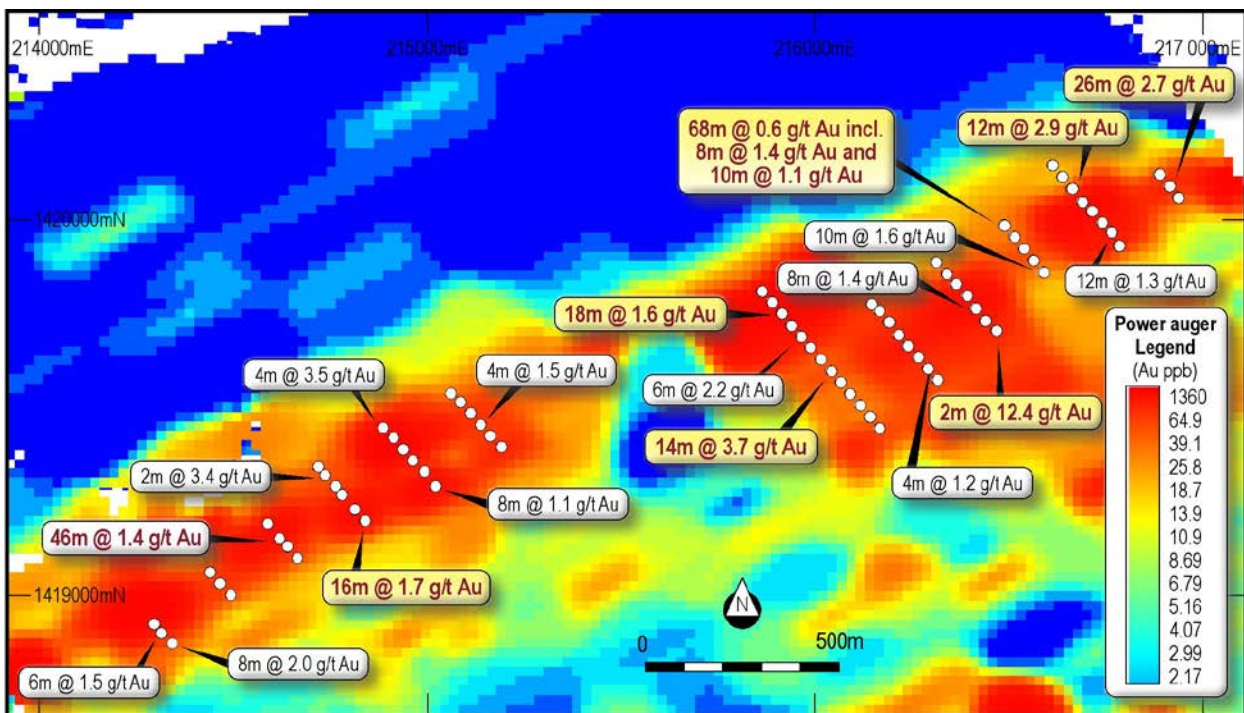 214000mE
215000mE
216000mE
217 000mE
26m @ 2.7 g/t Au
68m @ 0.6 g/t Au incl.
8m @ 1.4 g/t Au and
10m @ 1.1 g/t Au
12m @ 2.9 g/t Au
1420000mN
10m @ 1.6 g/t Au
8m @ 1.4 g/t Au
12m @ 1.3 g/t Au
18m @ 1.6 g/t Au
4m @ 3.5 g/t Au
4m @ 1.5 g/t Au
6m @ 2.2 g/t Au
2m @ 12.4 g/t Au
14m @ 3.7 g/t Au
2m @ 3.4 g/t Au
4m @ 1.2 g/t Au
8m @ 1.1 g/t Au
46m @ 1.4 g/t Au
16m @ 1.7 g/t Au
1419000mN
8m @ 2.0 g/t Au
6m @ 1.5 g/t Au
N
0
500m
Power auger
Legend
(Au ppb)
1360
64.9
39.1
25.8
18.7
13.9
10.9
8.69
6.79
5.16
4.07
2.99
2.17